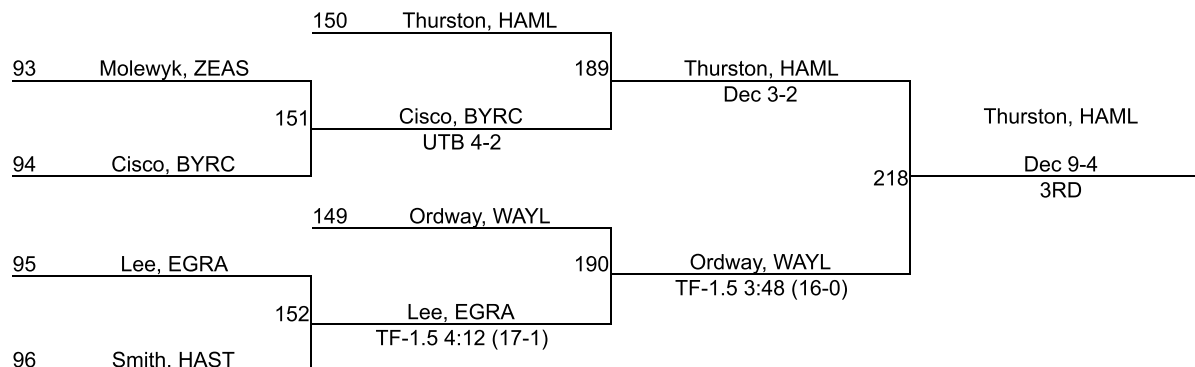 150 Thurston, HAML
93 Molewyk, ZEAS
189 Thurston, HAML
Dec 3-2
151 Cisco, BYRC
UTB 4-2
Thurston, HAML
94 Cisco, BYRC
218 Dec 9-4
3RD
149 Ordway, WAYL
95 Lee, EGRA
190 Ordway, WAYL
TF-1.5 3:48 (16-0)
152 Lee, EGRA
TF-1.5 4:12 (17-1)
96 Smith, HAST